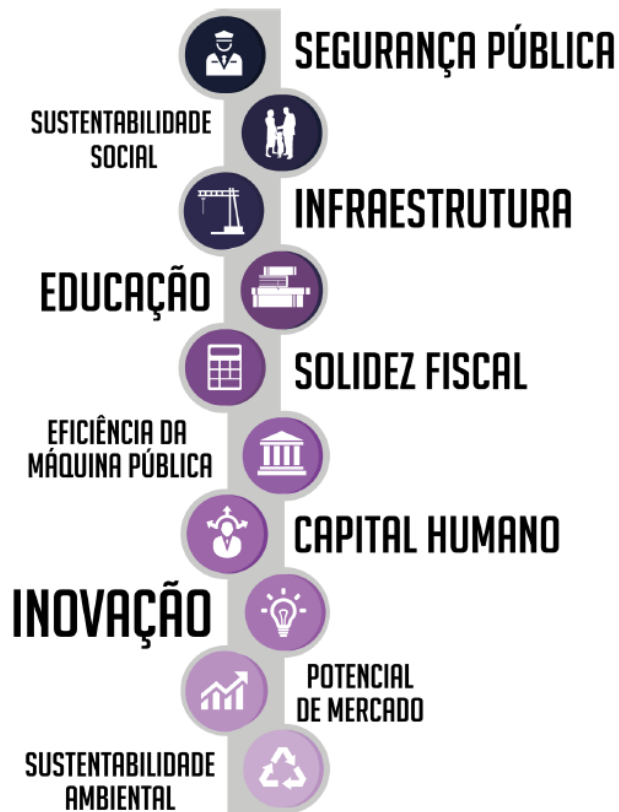 SEGURANÇA PÚBLICA
SUSTENTABILIDADE
SOCIAL
INFRAESTRUTURA
EDUCAÇÃO
SOLIDEZ FISCAL
EFICIÊNCIA DA
MÁQUINA PÚBLICA
CAPITAL HUMANO
INOVAÇÃO
POTENCIAL
DE MERCADO
SUSTENTABILIDADE
AMBIENTAL